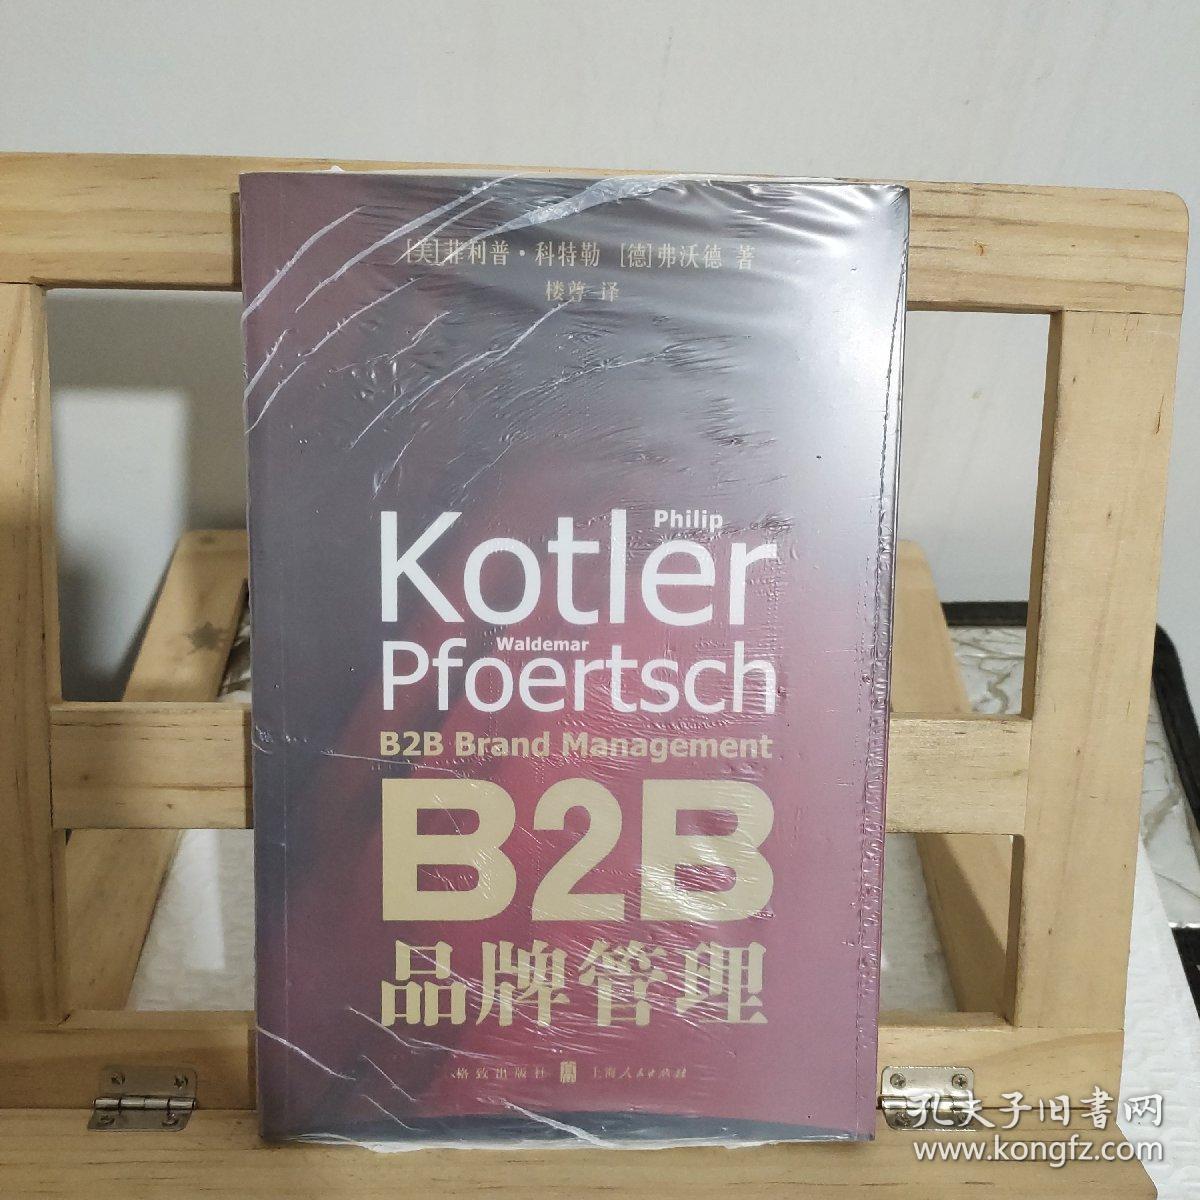 [美]菲利普·科特勒 [德]弗沃德 著
楼尊 译
Philip
Kotler
Waldemar
Pfoertsch
B2B Brand Management
B2B
品牌管理
格致出版社 上海人民出版社
孔夫子旧書网
www.kongfz.com